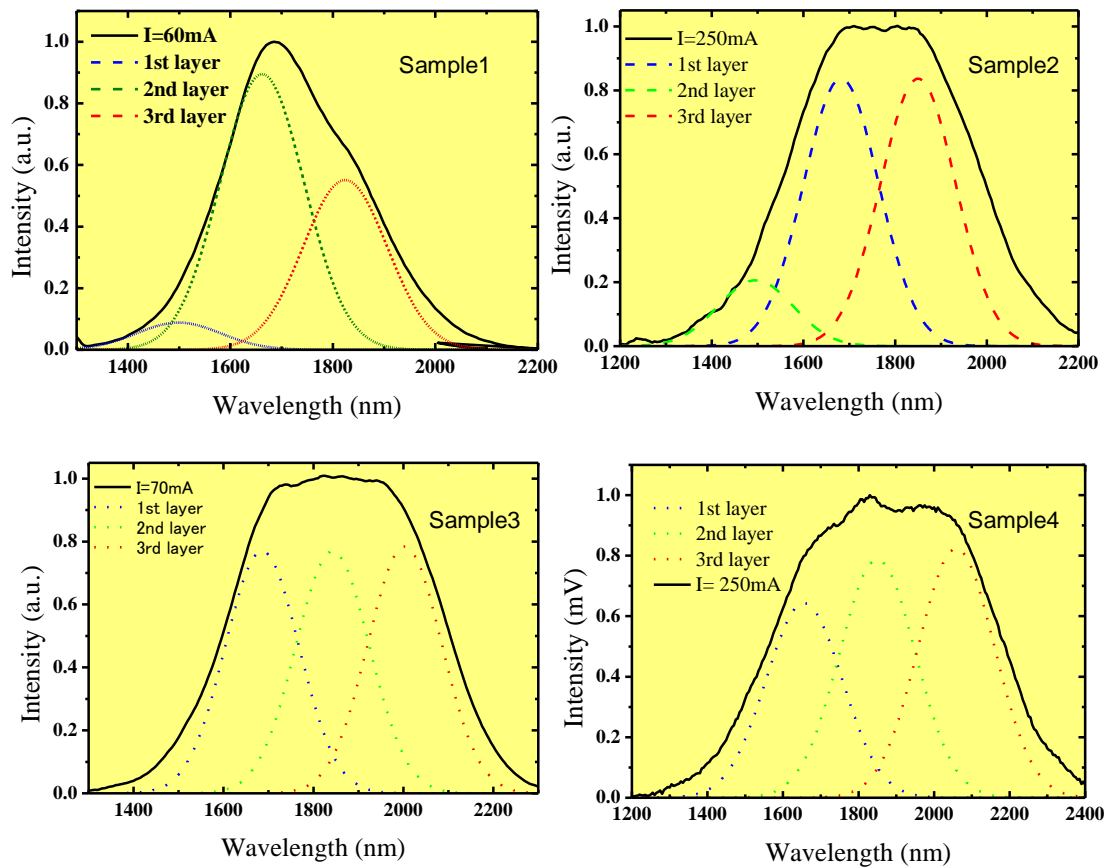 I=60mA
1st layer
2nd layer
3rd layer
Sample1
1.0
0.8
0.6
0.4
0.2
0.0
Intensity (a.u.)
1400 1600 1800 2000 2200
Wavelength (nm)
I=250mA
1st layer
2nd layer
3rd layer
Sample2
1.0
0.8
0.6
0.4
0.2
0.0
Intensity (a.u.)
1200 1400 1600 1800 2000 2200
Wavelength (nm)
I=70mA
1st layer
2nd layer
3rd layer
Sample3
1.0
0.8
0.6
0.4
0.2
0.0
Intensity (a.u.)
1400 1600 1800 2000 2200
Wavelength (nm)
1st layer
2nd layer
3rd layer
I= 250mA
Sample4
1.0
0.8
0.6
0.4
0.2
0.0
Intensity (mV)
1200 1400 1600 1800 2000 2200 2400
Wavelength (nm)